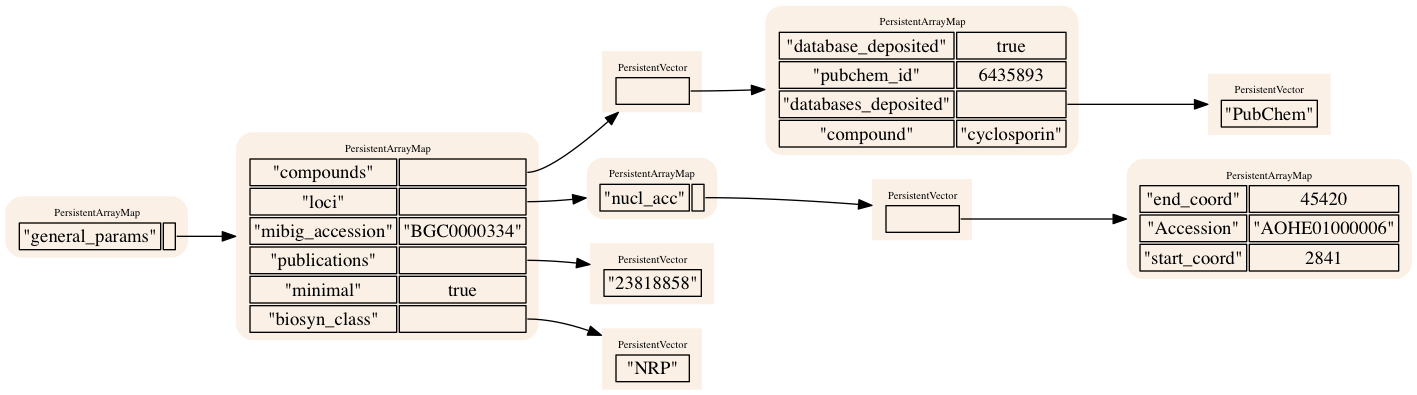 PersistentArrayMap
"general_params"
PersistentArrayMap
"compounds"
"loci"
"mibig_accession" "BGC0000334"
"publications"
"minimal" true
"biosyn_class"
PersistentVector
PersistentArrayMap
"database_deposited" true
"pubchem_id" 6435893
"databases_deposited"
"compound" "cyclosporin"
PersistentVector
"PubChem"
PersistentArrayMap
"nucl_acc"
PersistentVector
PersistentArrayMap
"end_coord" 45420
"Accession" "AOHE01000006"
"start_coord" 2841
PersistentVector
"23818858"
PersistentVector
"NRP"